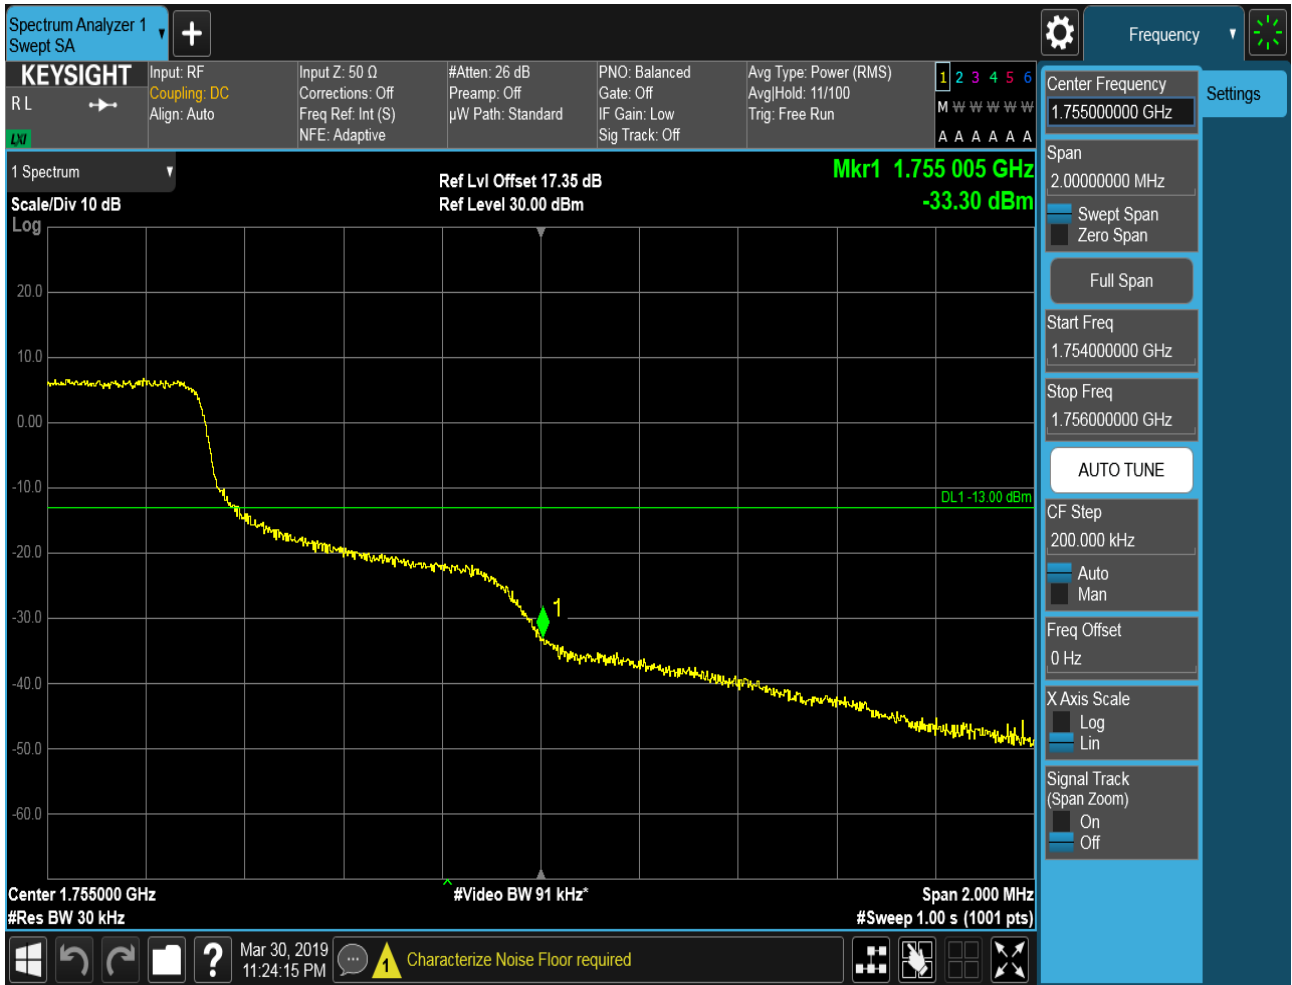 Spectrum Analyzer 1
Swept SA
Frequency
KEYSIGHT
R L
LXI
Input: RF
Coupling: DC
Align: Auto
Input Z: 50 Ω
Corrections: Off
Freq Ref: Int (S)
NFE: Adaptive
#Atten: 26 dB
Preamp: Off
µW Path: Standard
PNO: Balanced
Gate: Off
IF Gain: Low
Sig Track: Off
Avg Type: Power (RMS)
Avg|Hold: 11/100
Trig: Free Run
1 2 3 4 5 6
M W W W W W
A A A A A A
1 Spectrum
Scale/Div 10 dB
Log
Ref Lvl Offset 17.35 dB
Ref Level 30.00 dBm
Mkr1 1.755 005 GHz
-33.30 dBm
20.0
10.0
0.00
-10.0
DL1 -13.00 dBm
-20.0
-30.0
1
-40.0
-50.0
-60.0
Center 1.755000 GHz
#Video BW 91 kHz*
Span 2.000 MHz
#Res BW 30 kHz
#Sweep 1.00 s (1001 pts)
?
Mar 30, 2019
11:24:15 PM
1
Characterize Noise Floor required
Center Frequency
1.755000000 GHz
Settings
Span
2.00000000 MHz
Swept Span
Zero Span
Full Span
Start Freq
1.754000000 GHz
Stop Freq
1.756000000 GHz
AUTO TUNE
CF Step
200.000 kHz
Auto
Man
Freq Offset
0 Hz
X Axis Scale
Log
Lin
Signal Track
(Span Zoom)
On
Off